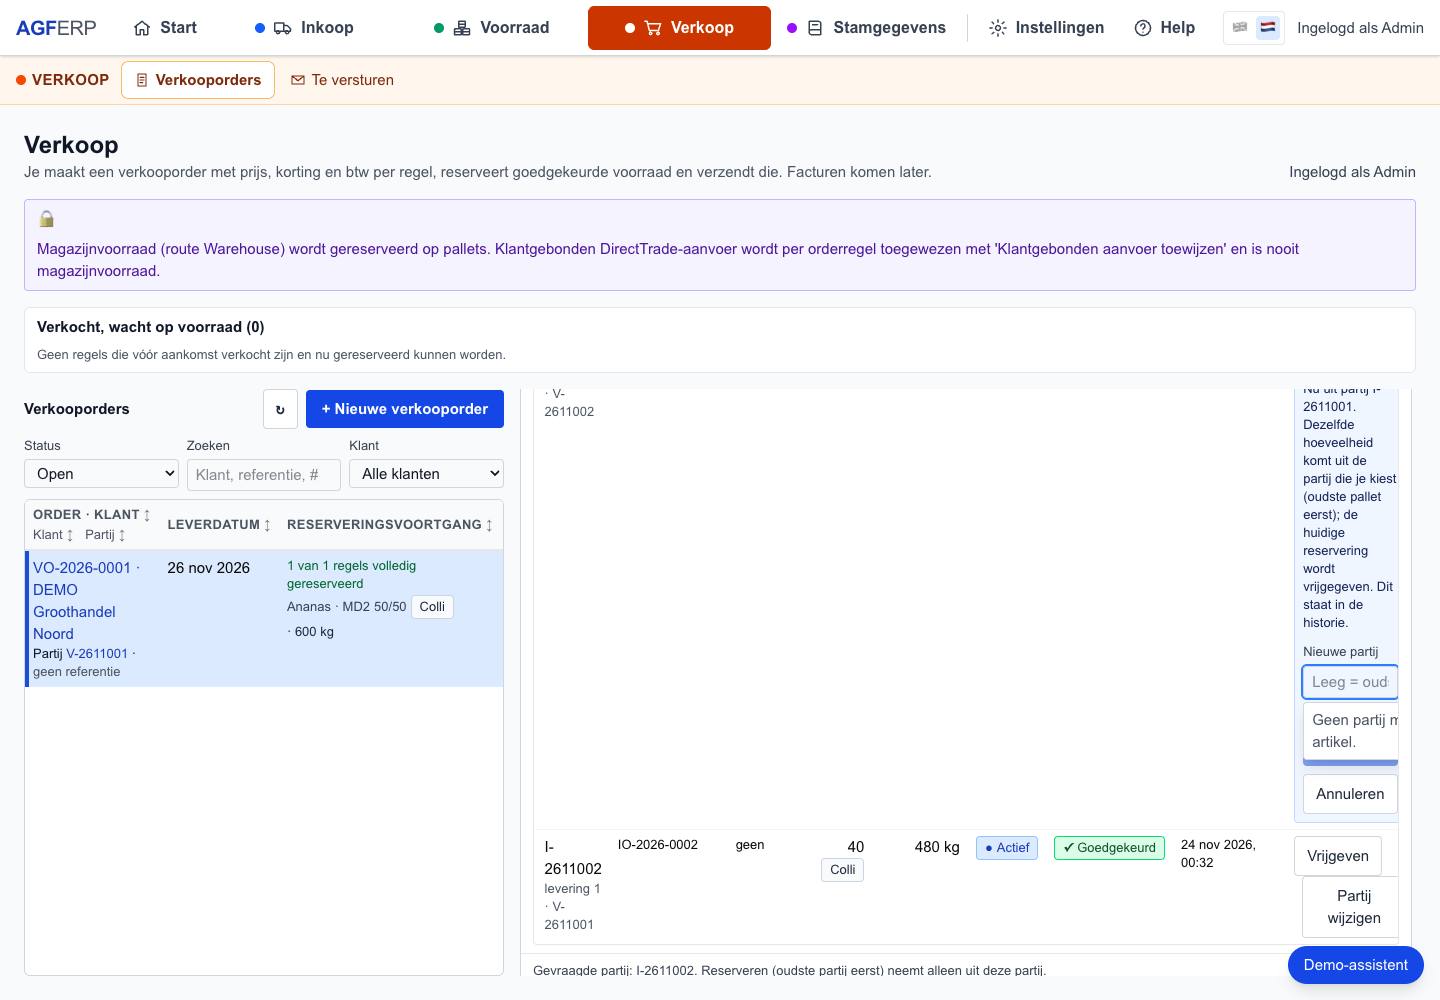 AGFERP
Start
Inkoop
Voorraad
Verkoop
Stamgegevens
Instellingen
Help
Ingelogd als Admin
VERKOOP
Verkooporders
Te versturen
Verkoop
Je maakt een verkooporder met prijs, korting en btw per regel, reserveert goedgekeurde voorraad en verzendt die. Facturen komen later.
Ingelogd als Admin
Magazijnvoorraad (route Warehouse) wordt gereserveerd op pallets. Klantgebonden DirectTrade-aanvoer wordt per orderregel toegewezen met 'Klantgebonden aanvoer toewijzen' en is nooit
magazijnvoorraad.
Verkocht, wacht op voorraad (0)
Geen regels die vóór aankomst verkocht zijn en nu gereserveerd kunnen worden.
Verkooporders
↻
+ Nieuwe verkooporder
Status
Zoeken
Klant
Open
Klant, referentie, #
Alle klanten
ORDER · KLANT ↕
Klant ↕ Partij ↕
LEVERDATUM ↕
RESERVERINGSVOORTGANG ↕
VO-2026-0001 ·
DEMO
Groothandel
Noord
Partij V-2611001 ·
geen referentie
26 nov 2026
1 van 1 regels volledig
gereserveerd
Ananas · MD2 50/50 Colli
· 600 kg
· V-
2611002
Nu uit partij I-
2611001.
Dezelfde
hoeveelheid
komt uit de
partij die je kiest
(oudste pallet
eerst); de
huidige
reservering
wordt
vrijgegeven. Dit
staat in de
historie.
Nieuwe partij
Leeg = ouds
Geen partij m
artikel.
Annuleren
I-
2611002
levering 1
· V-
2611001
IO-2026-0002
geen
40
Colli
480 kg
● Actief
✓ Goedgekeurd
24 nov 2026,
00:32
Vrijgeven
Partij
wijzigen
Gevraagde partij: I-2611002. Reserveren (oudste partij eerst) neemt alleen uit deze partij.
Demo-assistent